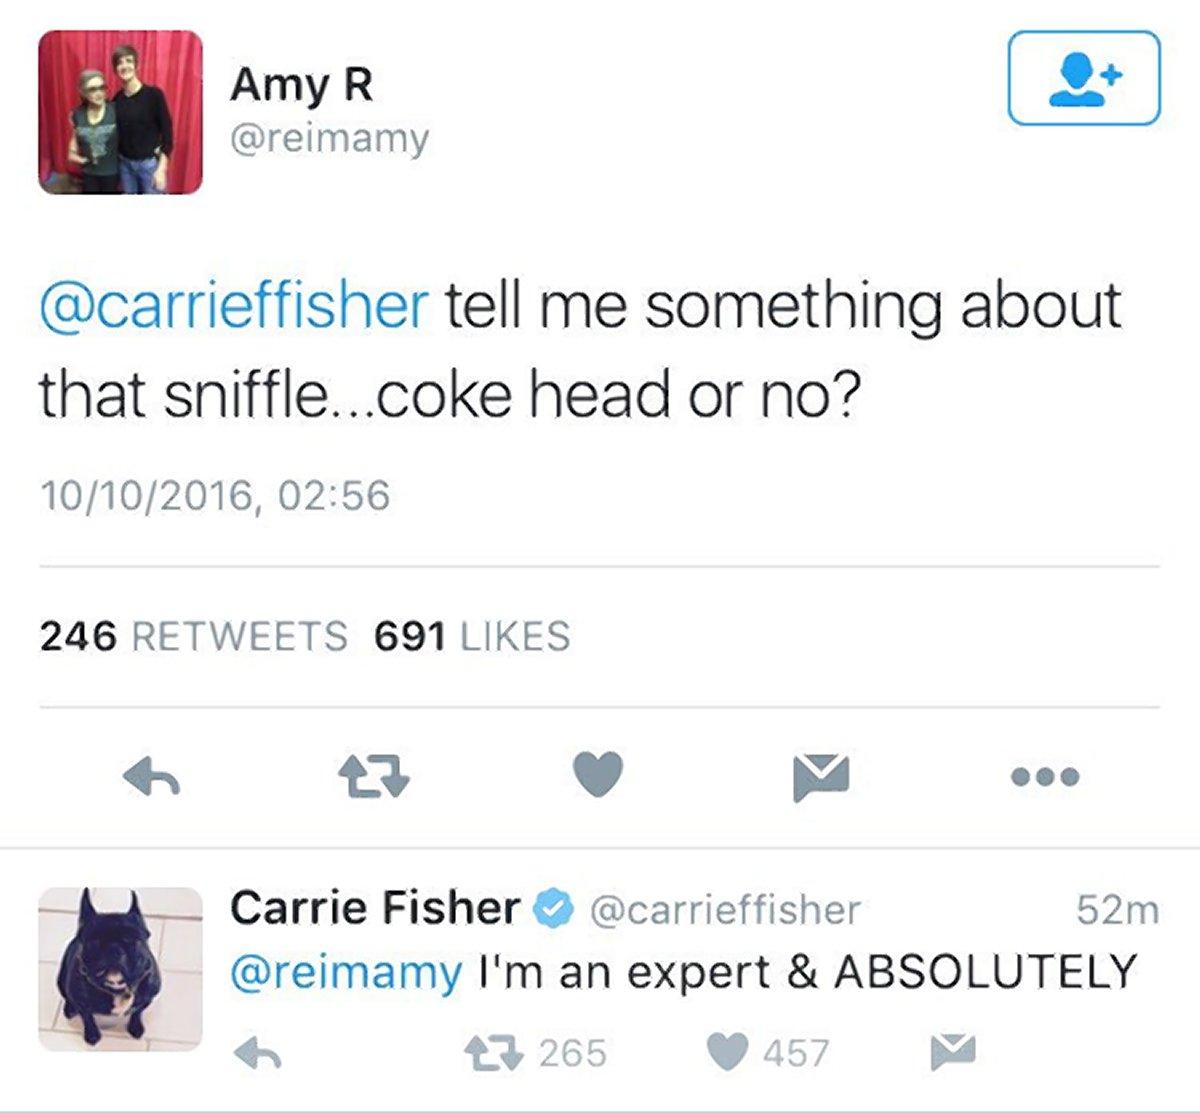 Amy R
@reimamy
@carrieffisher tell me something about
that sniffle...coke head or no?
10/10/2016, 02:56
246 RETWEETS 691 LIKES
Carrie Fisher @carrieffisher 52m
@reimamy I'm an expert & ABSOLUTELY
265 457